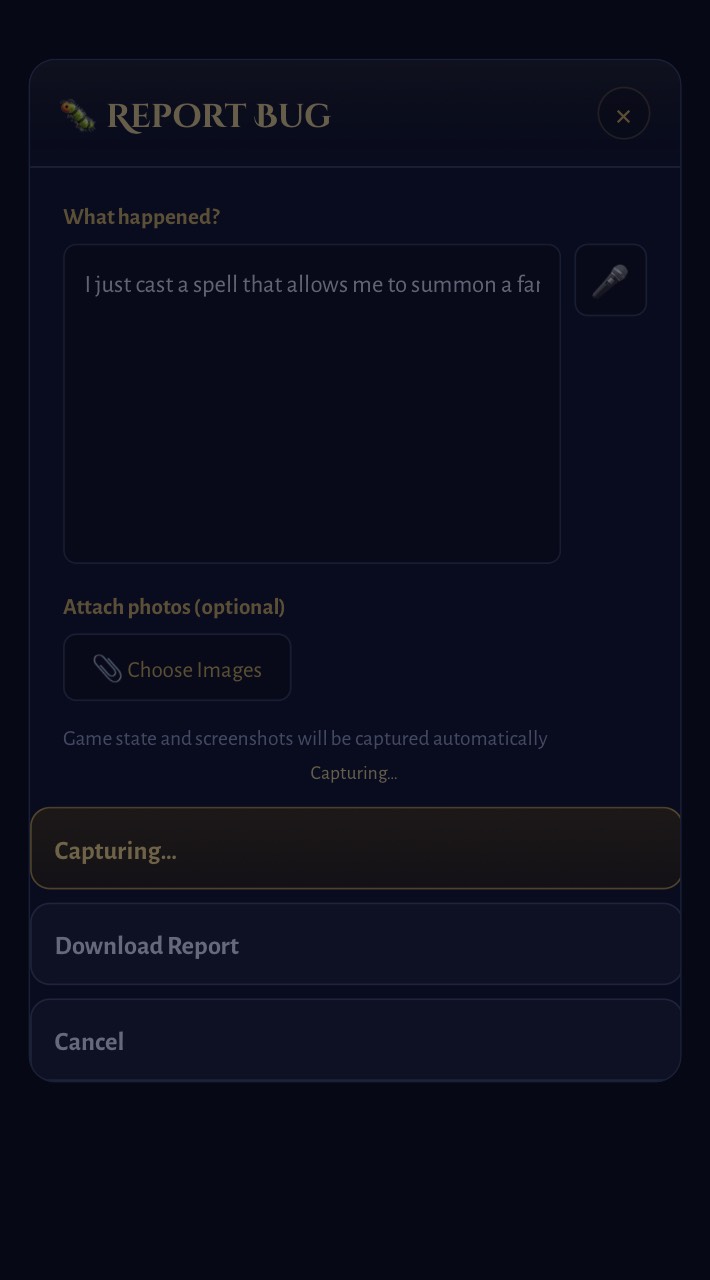 Report Bug
×
What happened?
I just cast a spell that allows me to summon a
Attach photos (optional)
Choose Images
Game state and screenshots will be captured automatically
Capturing...
Capturing...
Download Report
Cancel